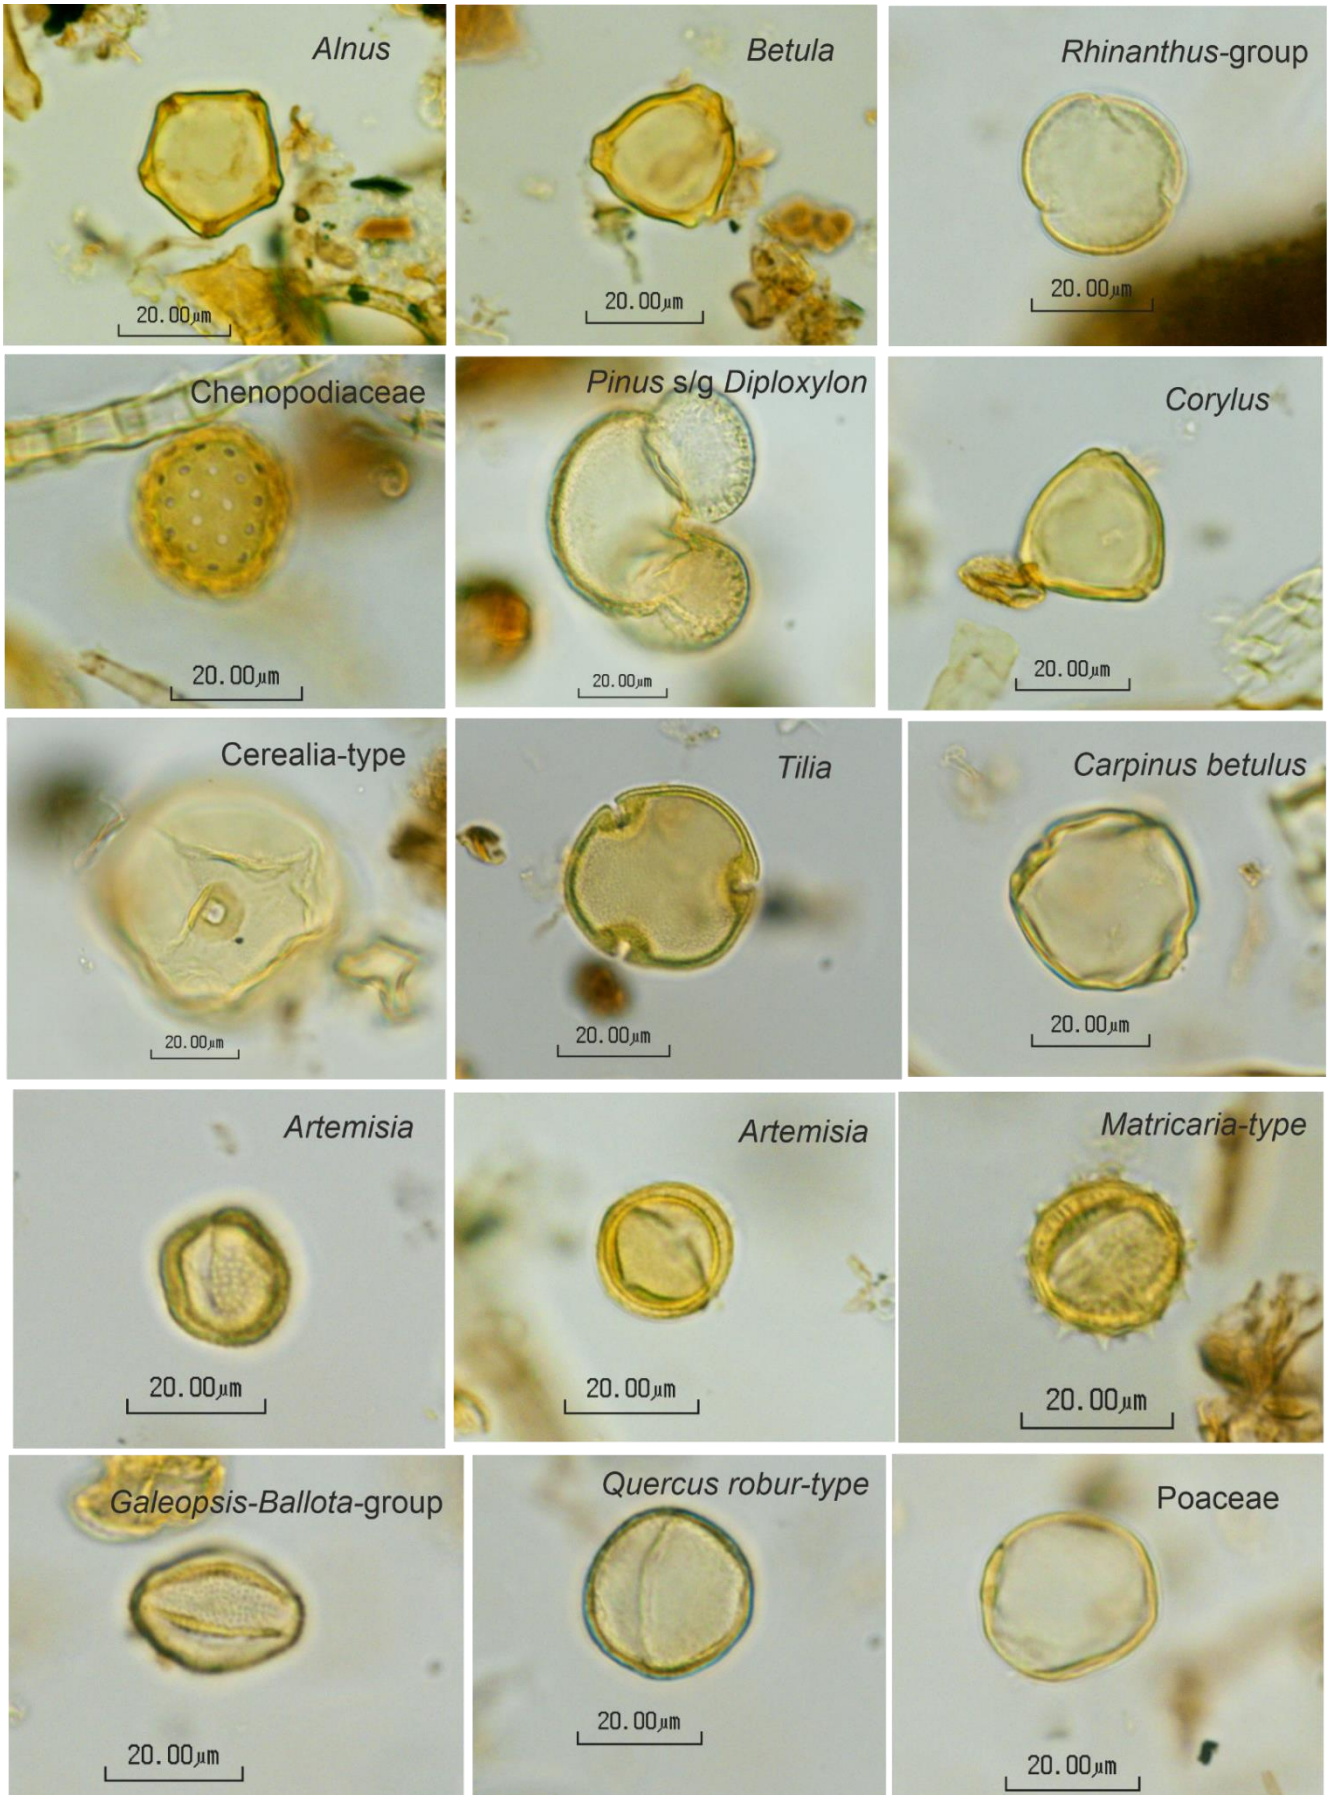 Alnus
20.00µm
Betula
20.00µm
Rhinanthus-group
20.00µm
Chenopodiaceae
20.00µm
Pinus s/g Diploxylon
20.00µm
Corylus
20.00µm
Cerealia-type
20.00µm
Tilia
20.00µm
Carpinus betulus
20.00µm
Artemisia
20.00µm
Artemisia
20.00µm
Matricaria-type
20.00µm
Galeopsis-Ballota-group
20.00µm
Quercus robur-type
20.00µm
Poaceae
20.00µm